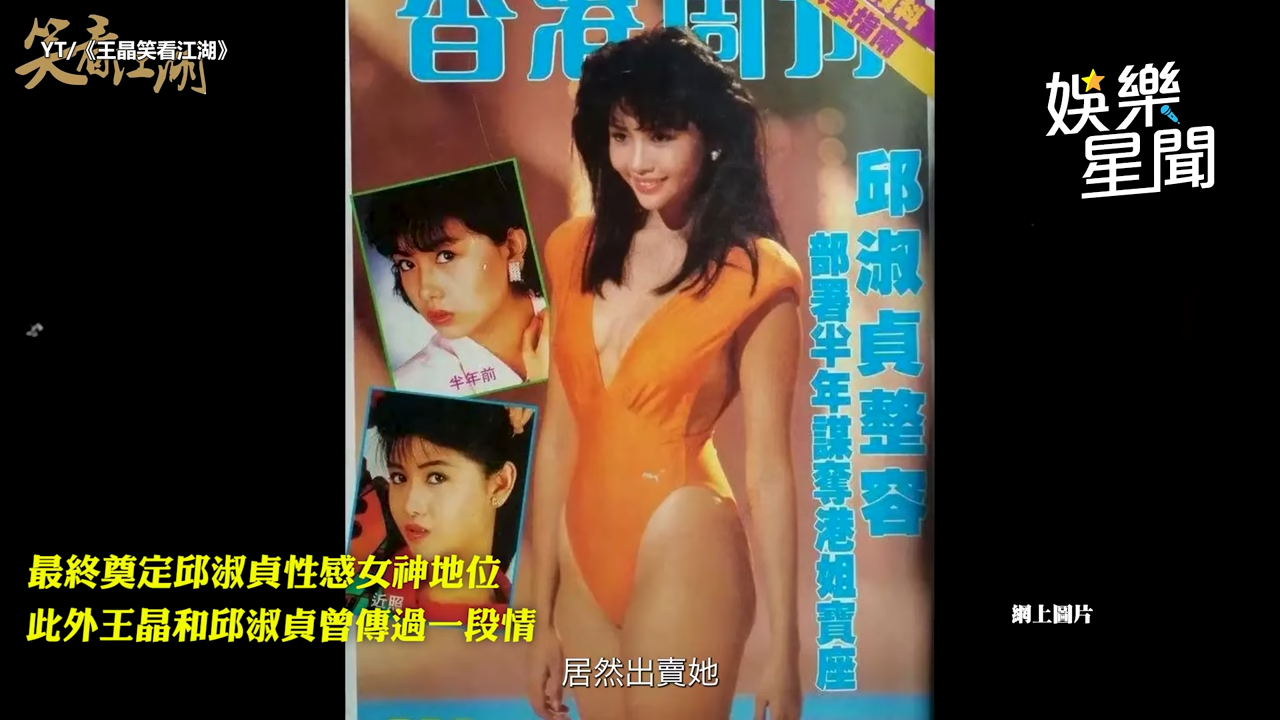 笑看江湖
YT/《王晶笑看江湖》
香港周刊
娛樂
星聞
邱淑貞整容
部署半年謀奪港姐寶座
半年前
近照
最終奠定邱淑貞性感女神地位
此外王晶和邱淑貞曾傳過一段情
網上圖片
居然出賣她